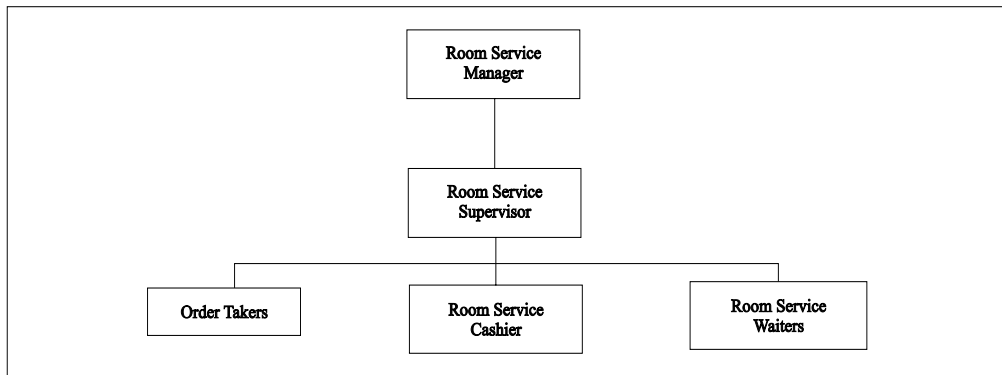 Room Service
Manager
Room Service
Supervisor
Order Takers
Room Service
Cashier
Room Service
Waiters